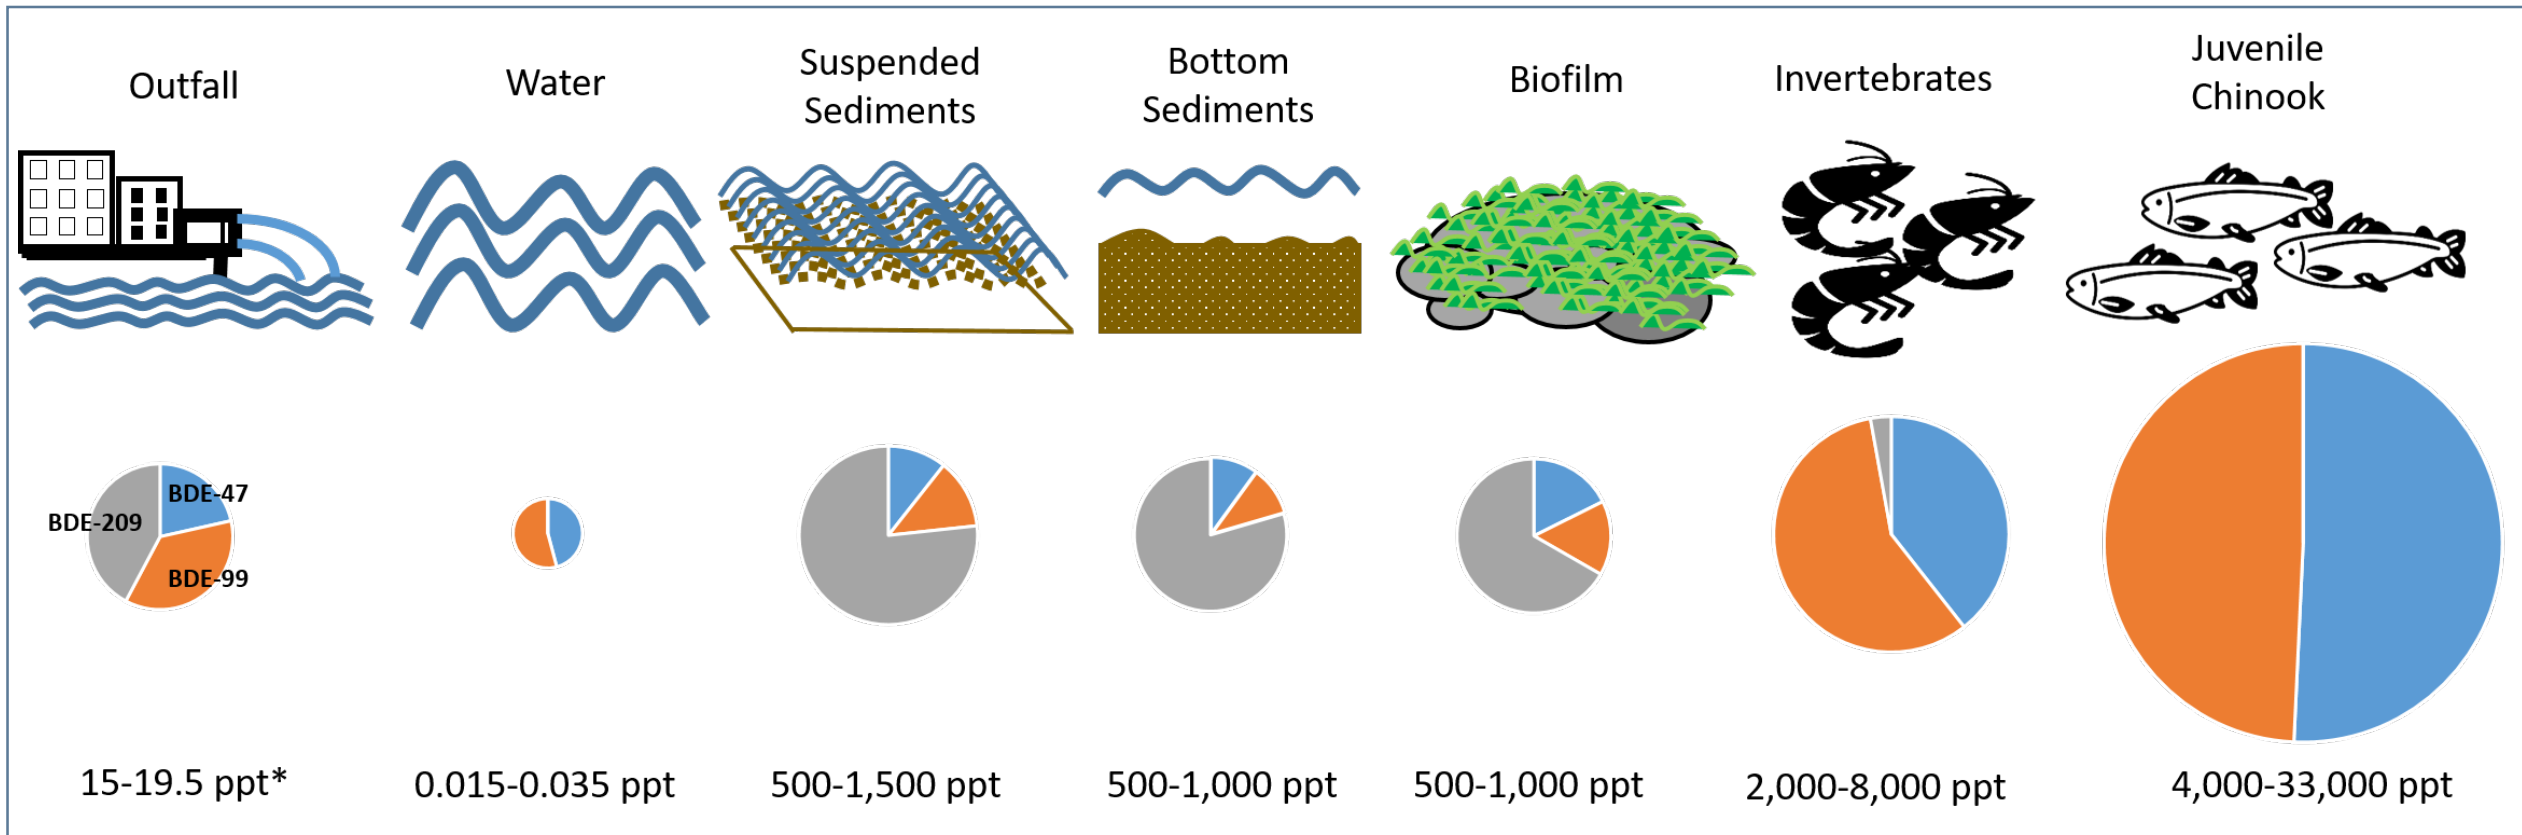 Outfall
Water
Suspended
Sediments
Bottom
Sediments
Biofilm
Invertebrates
Juvenile
Chinook
BDE-47
BDE-209
BDE-99
15-19.5 ppt*
0.015-0.035 ppt
500-1,500 ppt
500-1,000 ppt
500-1,000 ppt
2,000-8,000 ppt
4,000-33,000 ppt